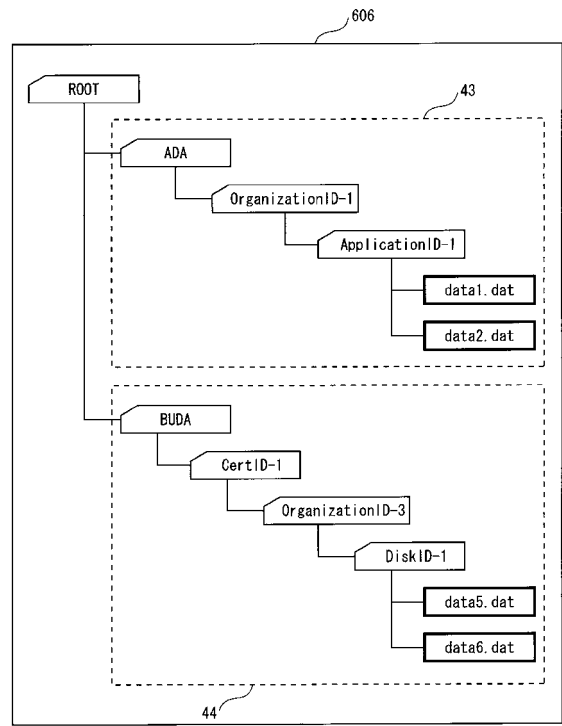 606
ROOT
43
ADA
OrganizationID-1
ApplicationID-1
data1.dat
data2.dat
BUDA
CertID-1
OrganizationID-3
DiskID-1
data5.dat
data6.dat
44